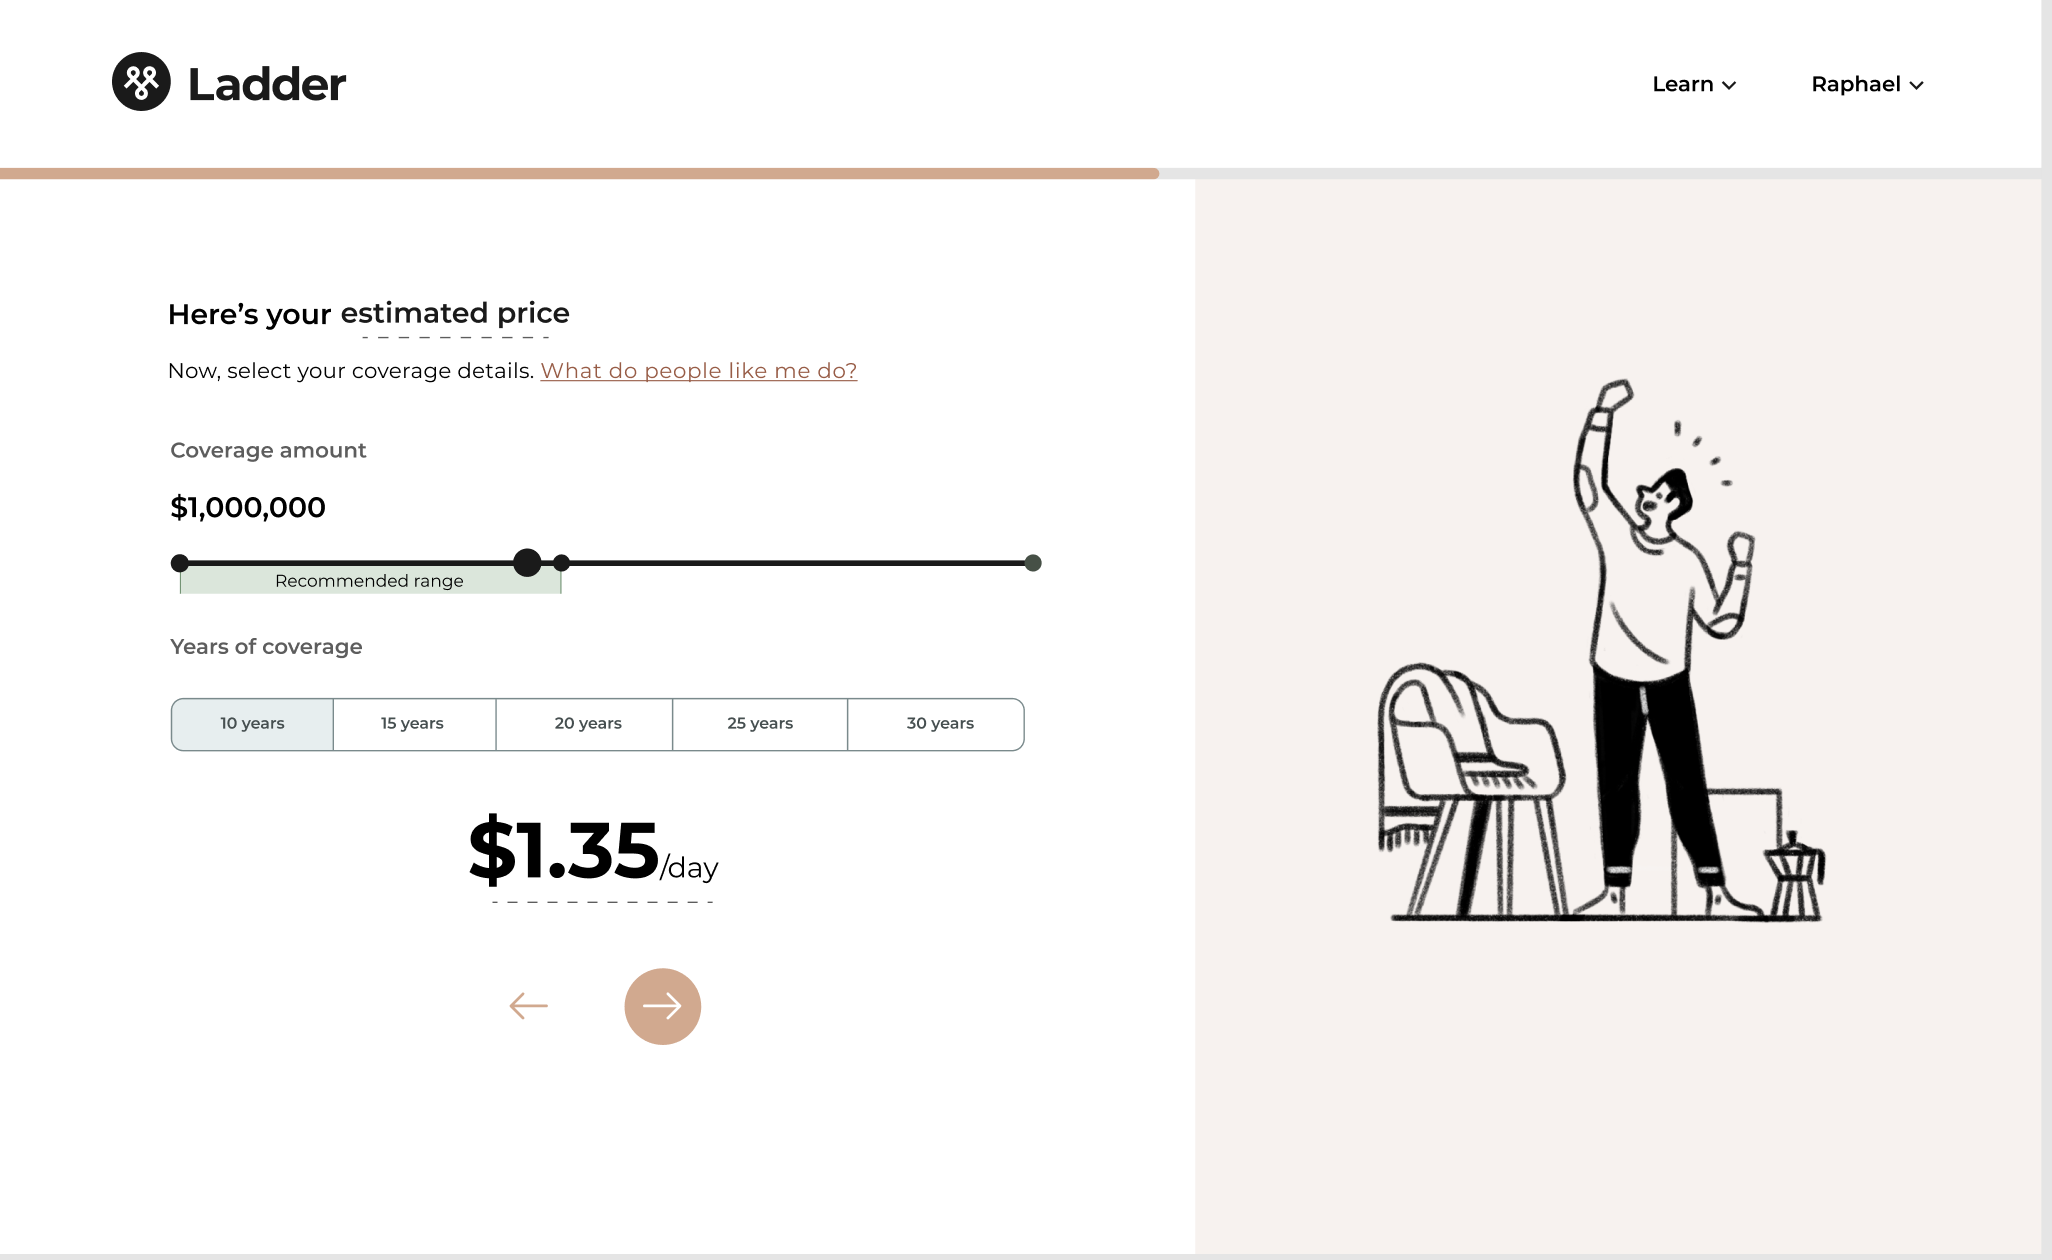 Ladder
Learn
Raphael
Here’s your estimated price
Now, select your coverage details. What do people like me do?
Coverage amount
$1,000,000
Recommended range
Years of coverage
10 years
15 years
20 years
25 years
30 years
$1.35/day